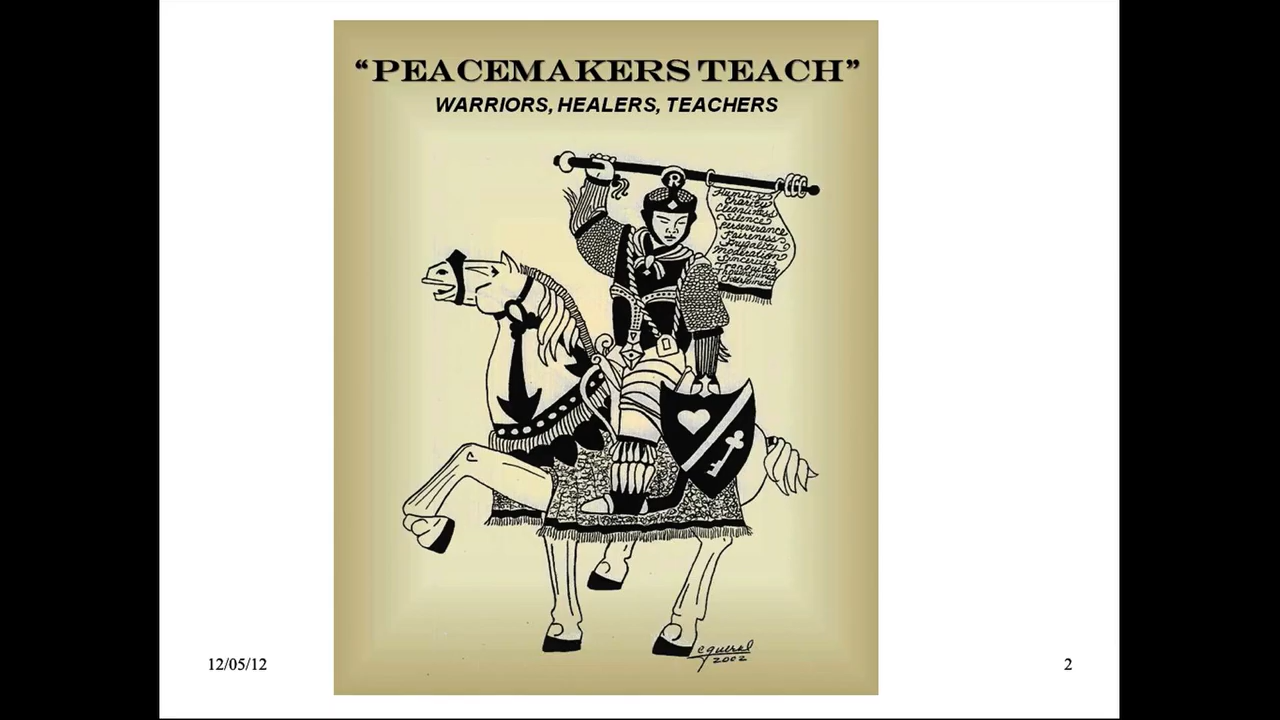 “PEACEMAKERS TEACH”
WARRIORS, HEALERS, TEACHERS
R
Humility
Charity
Cleanliness
Silence
Perseverance
Fairness
Frugality
Moderation
Sincerity
Tranquility
2002
12/05/12
2